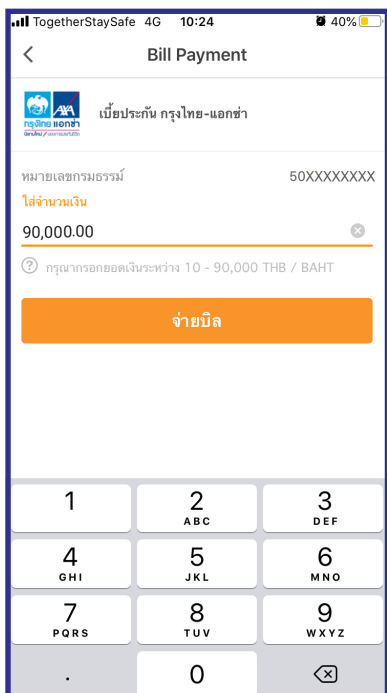 TogetherStaySafe 4G 10:24 40%
Bill Payment
AXA
กรุงไทย แอกซ่า
เบี้ยประกัน กรุงไทย-แอกซ่า
หมายเลขกรมธรรม์ 50XXXXXXXX
ใส่จำนวนเงิน
90,000.00
? กรุณากรอกยอดเงินระหว่าง 10 - 90,000 THB / BAHT
จ่ายบิล
1 2 3
ABC DEF
4 5 6
GHI JKL MNO
7 8 9
PQRS TUV WXYZ
. 0